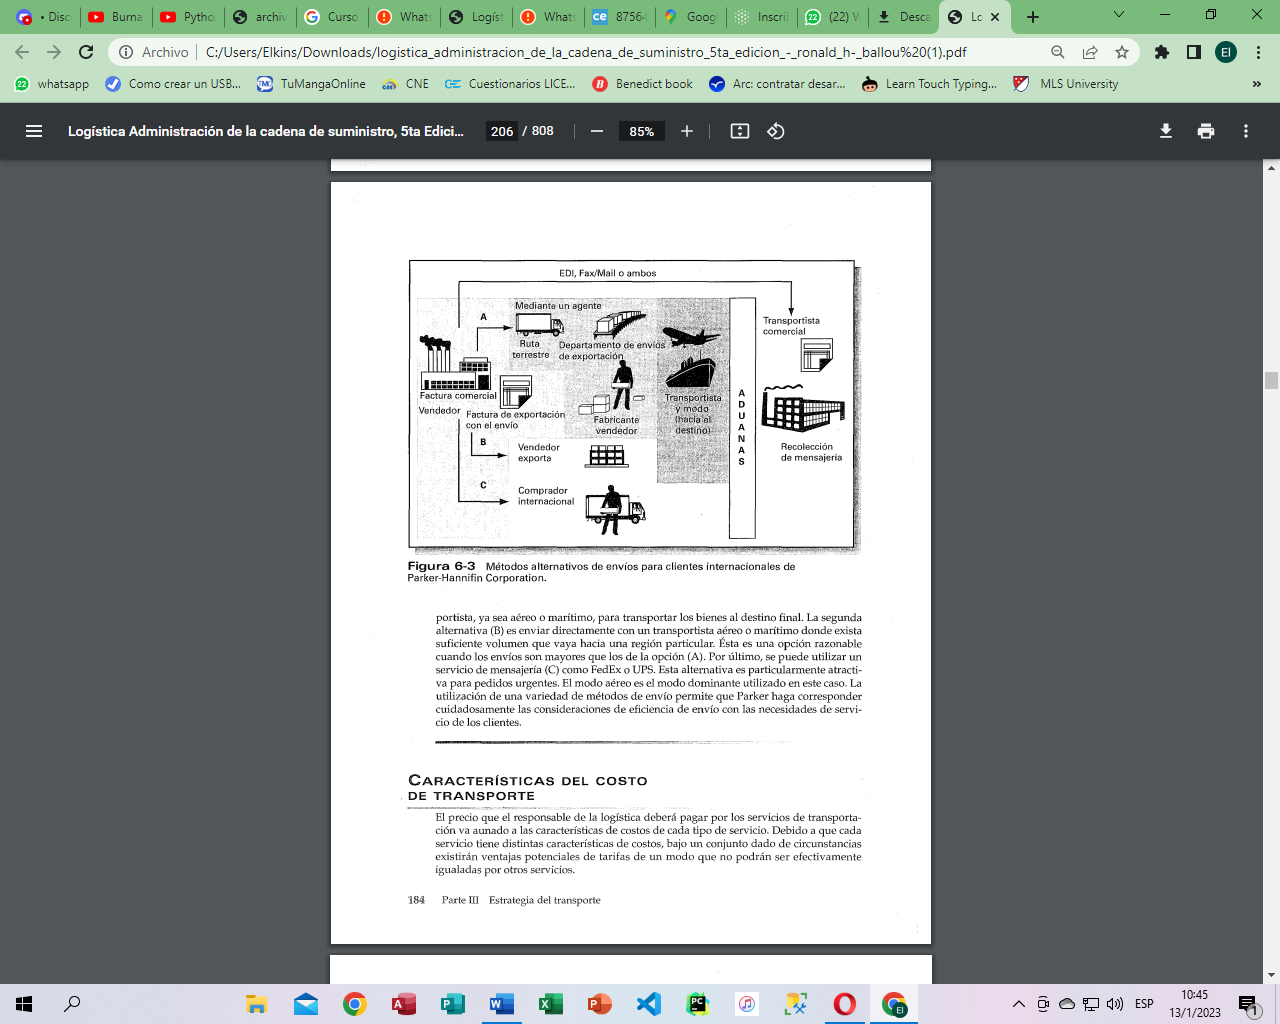 • Disc
Burna
Pytho
archiv
Curso
Whats
Logíst
Whats
87564
Goog
Inscrib
(22) W
Desca
Lo
Archivo
C:/Users/Elkins/Downloads/logistica_administracion_de_la_cadena_de_suministro_5ta_edicion_-_ronald_h-_ballou%20(1).pdf
El
whatsapp
Como crear un USB...
TuMangaOnline
CNE
Cuestionarios LICE...
Benedict book
Arc: contratar desar...
Learn Touch Typing...
MLS University
»
Logística Administración de la cadena de suministro, 5ta Edici...
206 / 808
85%
EDI, Fax/Mail o ambos
Mediante un agente
A
Ruta
terrestre
Departamento de envíos
de exportación
Transportista
comercial
Factura comercial
Vendedor
Factura de exportación
con el envío
Fabricante
vendedor
Transportista
y modo
(hacia el
destino)
ADUANAS
Recolección
de mensajería
B
Vendedor
exporta
C
Comprador
internacional
Figura 6-3 Métodos alternativos de envíos para clientes internacionales de
Parker-Hannifin Corporation.
portista, ya sea aéreo o marítimo, para transportar los bienes al destino final. La segunda
alternativa (B) es enviar directamente con un transportista aéreo o marítimo donde exista
suficiente volumen que vaya hacia una región particular. Ésta es una opción razonable
cuando los envíos son mayores que los de la opción (A). Por último, se puede utilizar un
servicio de mensajería (C) como FedEx o UPS. Esta alternativa es particularmente atracti-
va para pedidos urgentes. El modo aéreo es el modo dominante utilizado en este caso. La
utilización de una variedad de métodos de envío permite que Parker haga corresponder
cuidadosamente las consideraciones de eficiencia de envío con las necesidades de servi-
cio de los clientes.
CARACTERÍSTICAS DEL COSTO
DE TRANSPORTE
El precio que el responsable de la logística deberá pagar por los servicios de transporta-
ción va aunado a las características de costos de cada tipo de servicio. Debido a que cada
servicio tiene distintas características de costos, bajo un conjunto dado de circunstancias
existirán ventajas potenciales de tarifas de un modo que no podrán ser efectivamente
igualadas por otros servicios.
184 Parte III Estrategia del transporte
ESP
10:45
13/1/2023
1